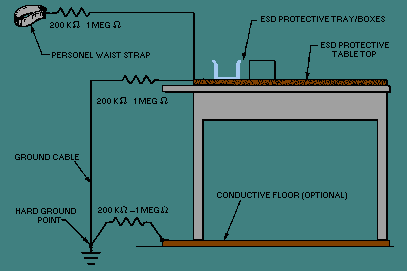 ESD PROTECTIVE TRAY/BOXES
200 KΩ 1 MEG Ω
ESD PROTECTIVE
TABLE TOP
PERSONEL WAIST STRAP
200 KΩ 1 MEG Ω
GROUND CABLE
CONDUCTIVE FLOOR (OPTIONAL)
HARD GROUND
POINT
200 KΩ –1 MEG Ω